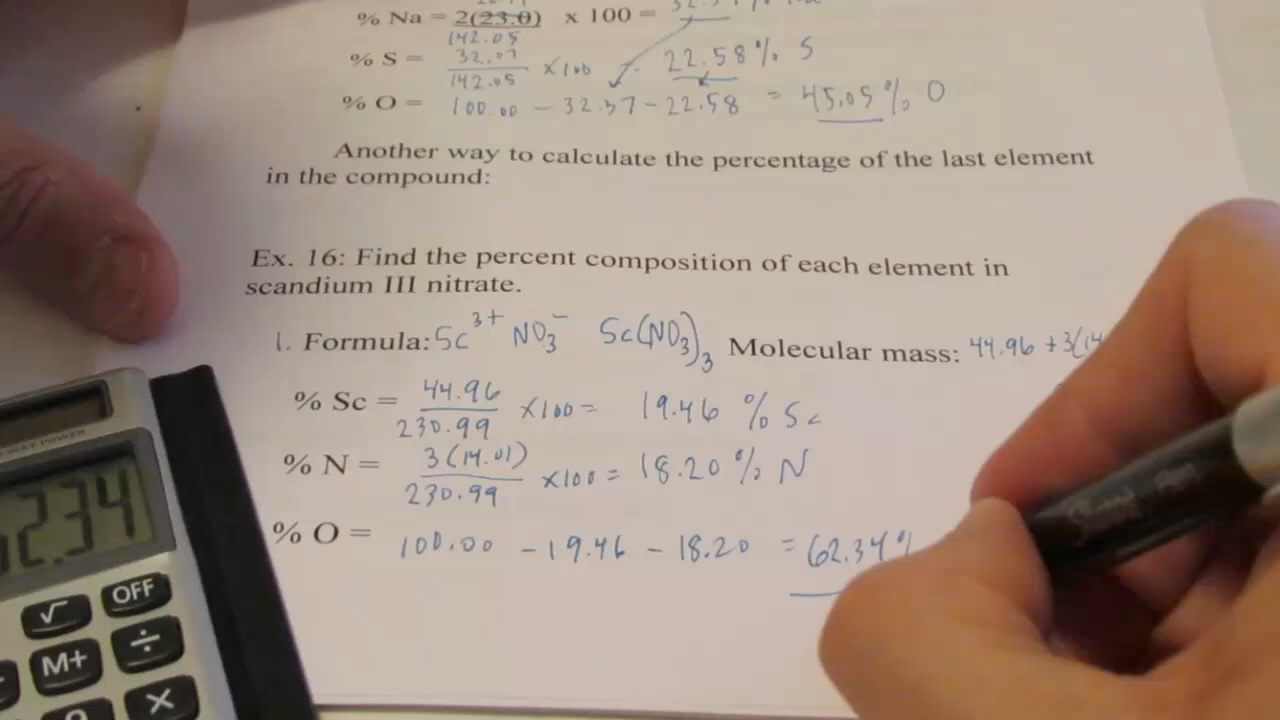 % Na = 2(23.0) x 100 =
142.05
% S = 32.07 x100 22.58% S
142.05
% O = 100.00 - 32.37 - 22.58 = 45.05% O
Another way to calculate the percentage of the last element
in the compound:
Ex. 16: Find the percent composition of each element in
scandium III nitrate.
1. Formula: Sc³⁺ NO₃⁻ Sc(NO₃)₃ Molecular mass: 44.96 + 3(14
% Sc = 44.96 x100 = 19.46 % Sc
230.99
% N = 3(14.01) x100 = 18.20 % N
230.99
% O = 100.00 - 19.46 - 18.20 = 62.34%
2.34
√ OFF
M+ ÷
×